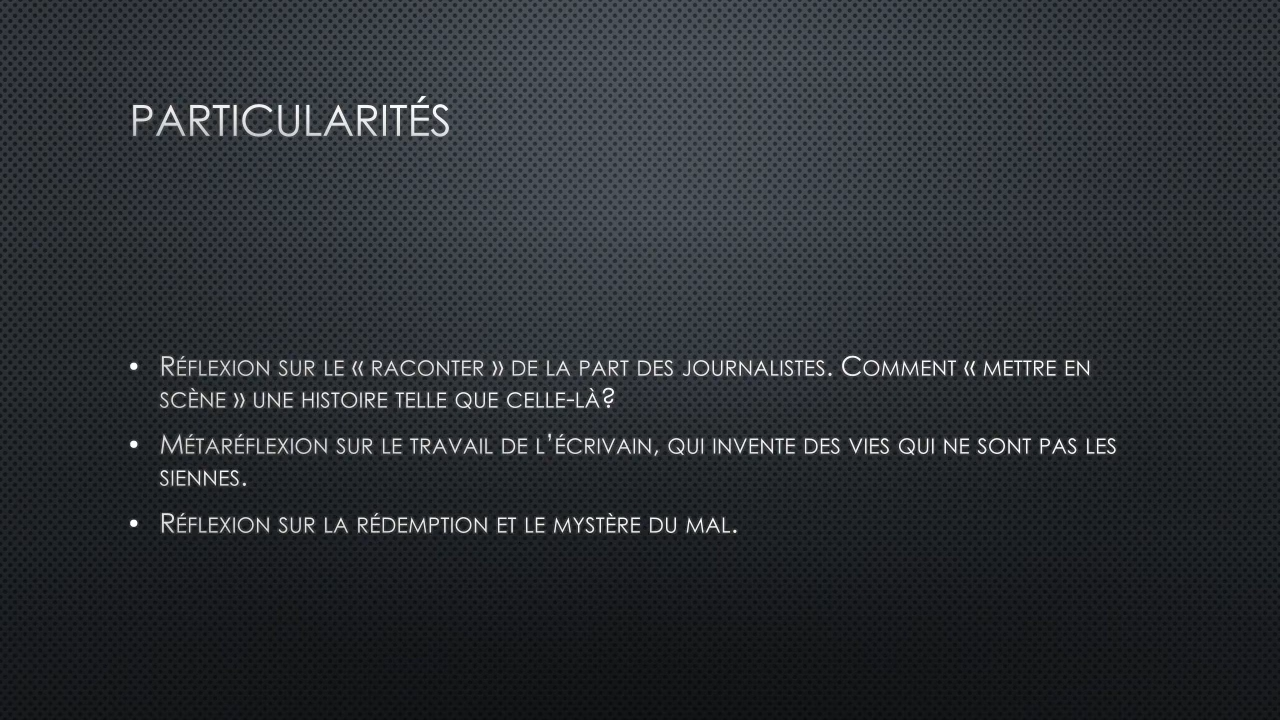 PARTICULARITÉS
• RÉFLEXION SUR LE « RACONTER » DE LA PART DES JOURNALISTES. COMMENT « METTRE EN
SCÈNE » UNE HISTOIRE TELLE QUE CELLE-LÀ?
• MÉTARÉFLEXION SUR LE TRAVAIL DE L’ÉCRIVAIN, QUI INVENTE DES VIES QUI NE SONT PAS LES
SIENNES.
• RÉFLEXION SUR LA RÉDEMPTION ET LE MYSTÈRE DU MAL.